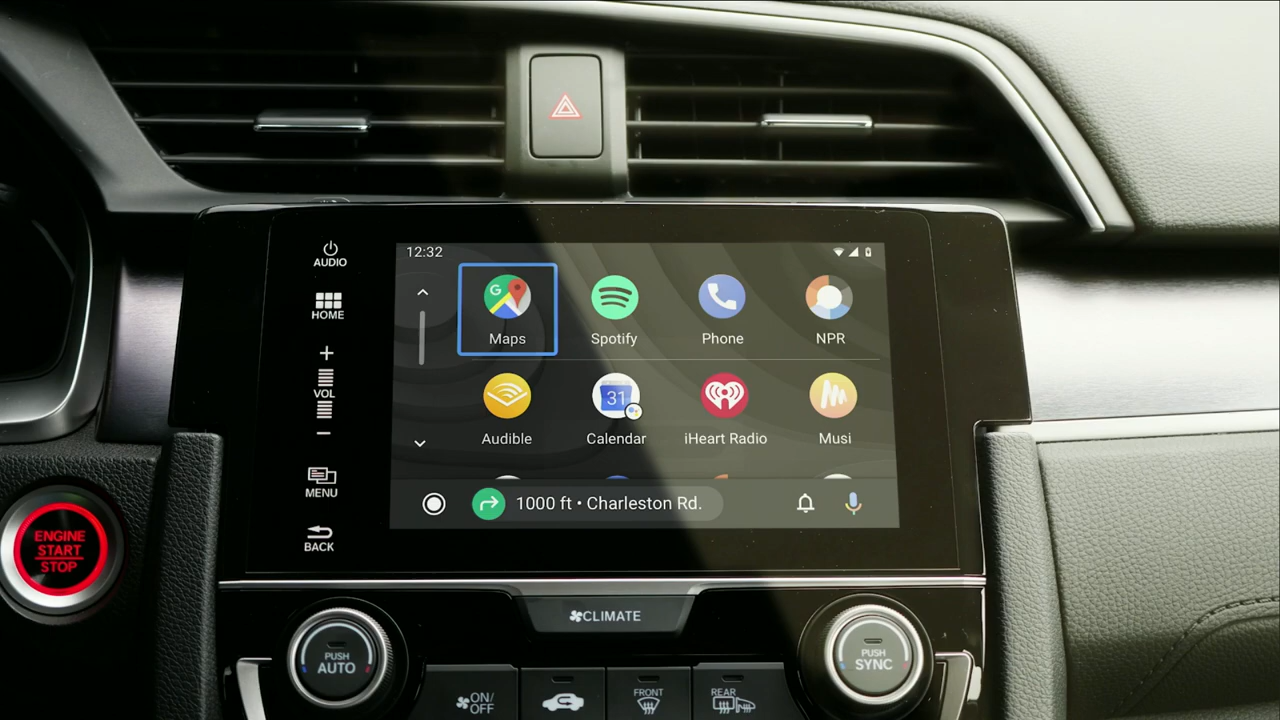 AUDIO
HOME
+
VOL
−
MENU
BACK
12:32
G
Maps
Spotify
Phone
NPR
Audible
31
Calendar
iHeart Radio
Musi
1000 ft • Charleston Rd.
ENGINE
START
STOP
CLIMATE
PUSH
AUTO
ON/
OFF
FRONT
REAR
PUSH
SYNC